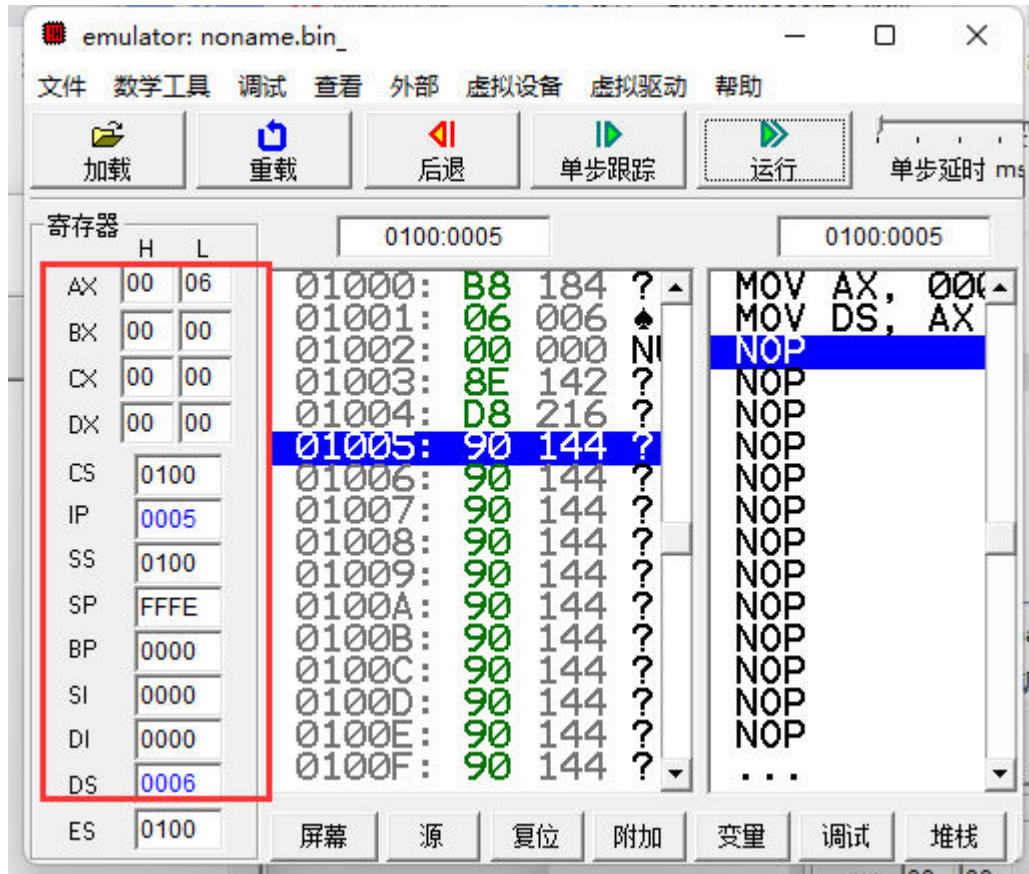 emulator: noname.bin_
文件 数学工具 调试 查看 外部 虚拟设备 虚拟驱动 帮助
加载 重载 后退 单步跟踪 运行 单步延时 ms
寄存器 0100:0005 0100:0005
H L
AX 00 06
BX 00 00
CX 00 00
DX 00 00
CS 0100
IP 0005
SS 0100
SP FFFE
BP 0000
SI 0000
DI 0000
DS 0006
ES 0100
01000: B8 184 ?
01001: 06 006 ♠
01002: 00 000 NU
01003: 8E 142 ?
01004: D8 216 ?
01005: 90 144 ?
01006: 90 144 ?
01007: 90 144 ?
01008: 90 144 ?
01009: 90 144 ?
0100A: 90 144 ?
0100B: 90 144 ?
0100C: 90 144 ?
0100D: 90 144 ?
0100E: 90 144 ?
0100F: 90 144 ?
MOV AX, 000
MOV DS, AX
NOP
NOP
NOP
NOP
NOP
NOP
NOP
NOP
NOP
NOP
NOP
NOP
NOP
...
屏幕 源 复位 附加 变量 调试 堆栈